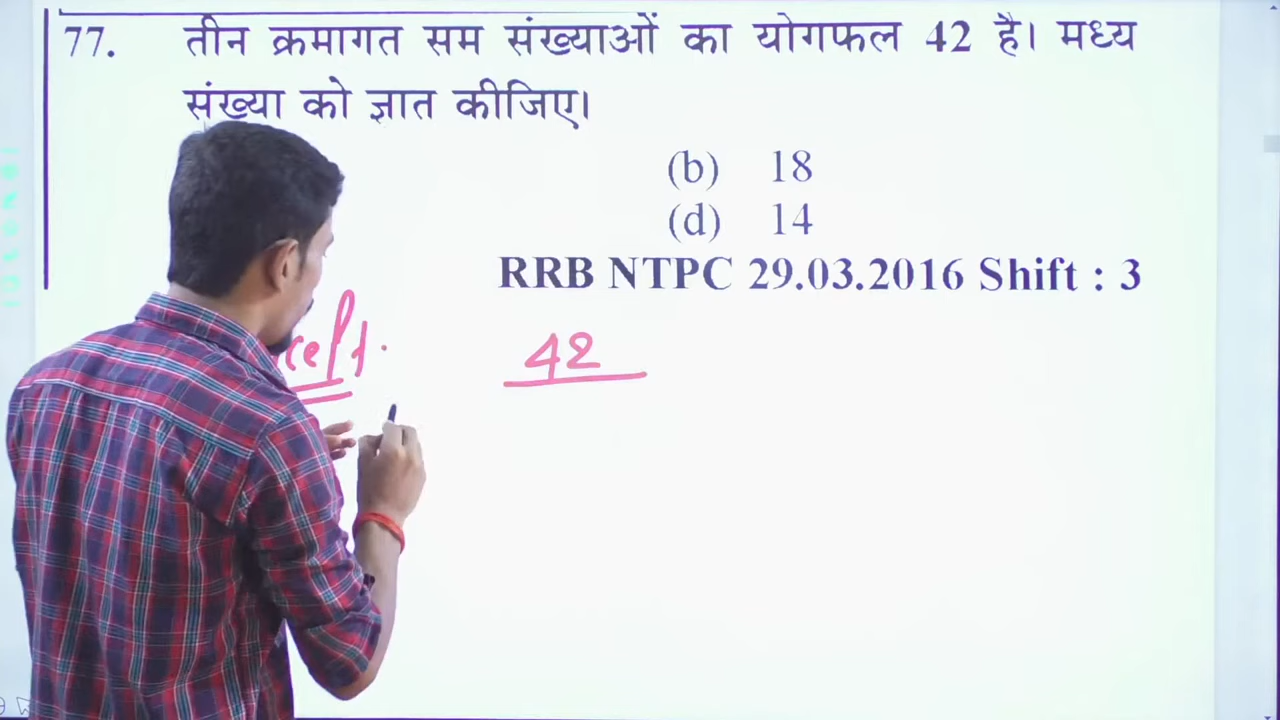 77. तीन क्रमागत सम संख्याओं का योगफल 42 है। मध्य
संख्या को ज्ञात कीजिए।
(b) 18
(d) 14
RRB NTPC 29.03.2016 Shift : 3
42